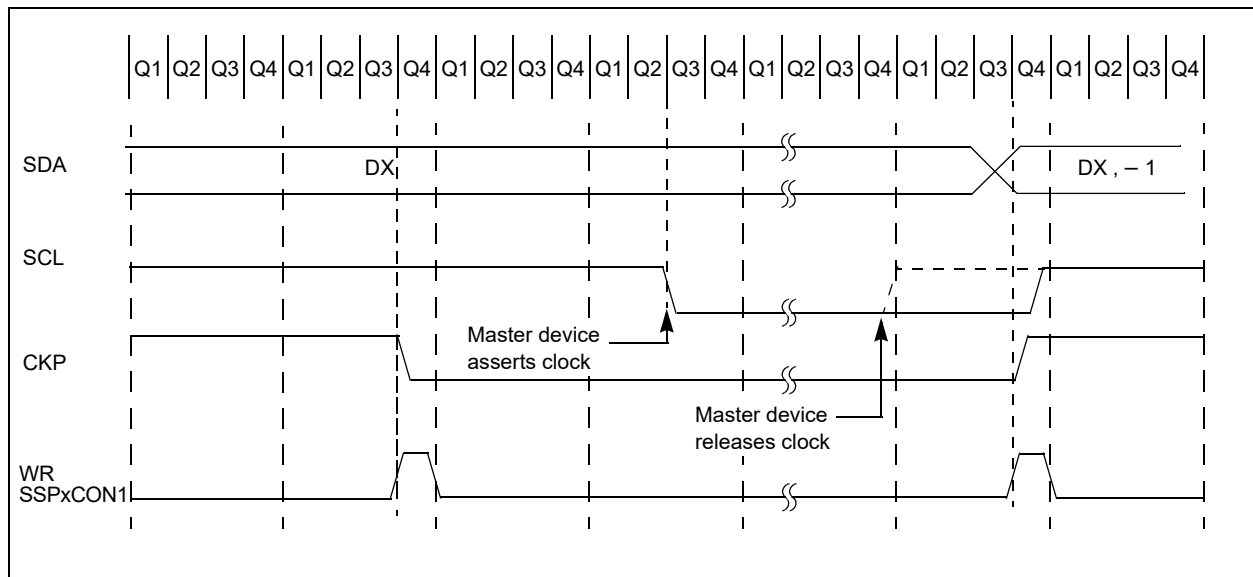 Q1 Q2 Q3 Q4 Q1 Q2 Q3 Q4 Q1 Q2 Q3 Q4 Q1 Q2 Q3 Q4 Q1 Q2 Q3 Q4 Q1 Q2 Q3 Q4 Q1 Q2 Q3 Q4
SDA
DX
DX , – 1
SCL
Master device
asserts clock
CKP
Master device
releases clock
WR
SSPxCON1